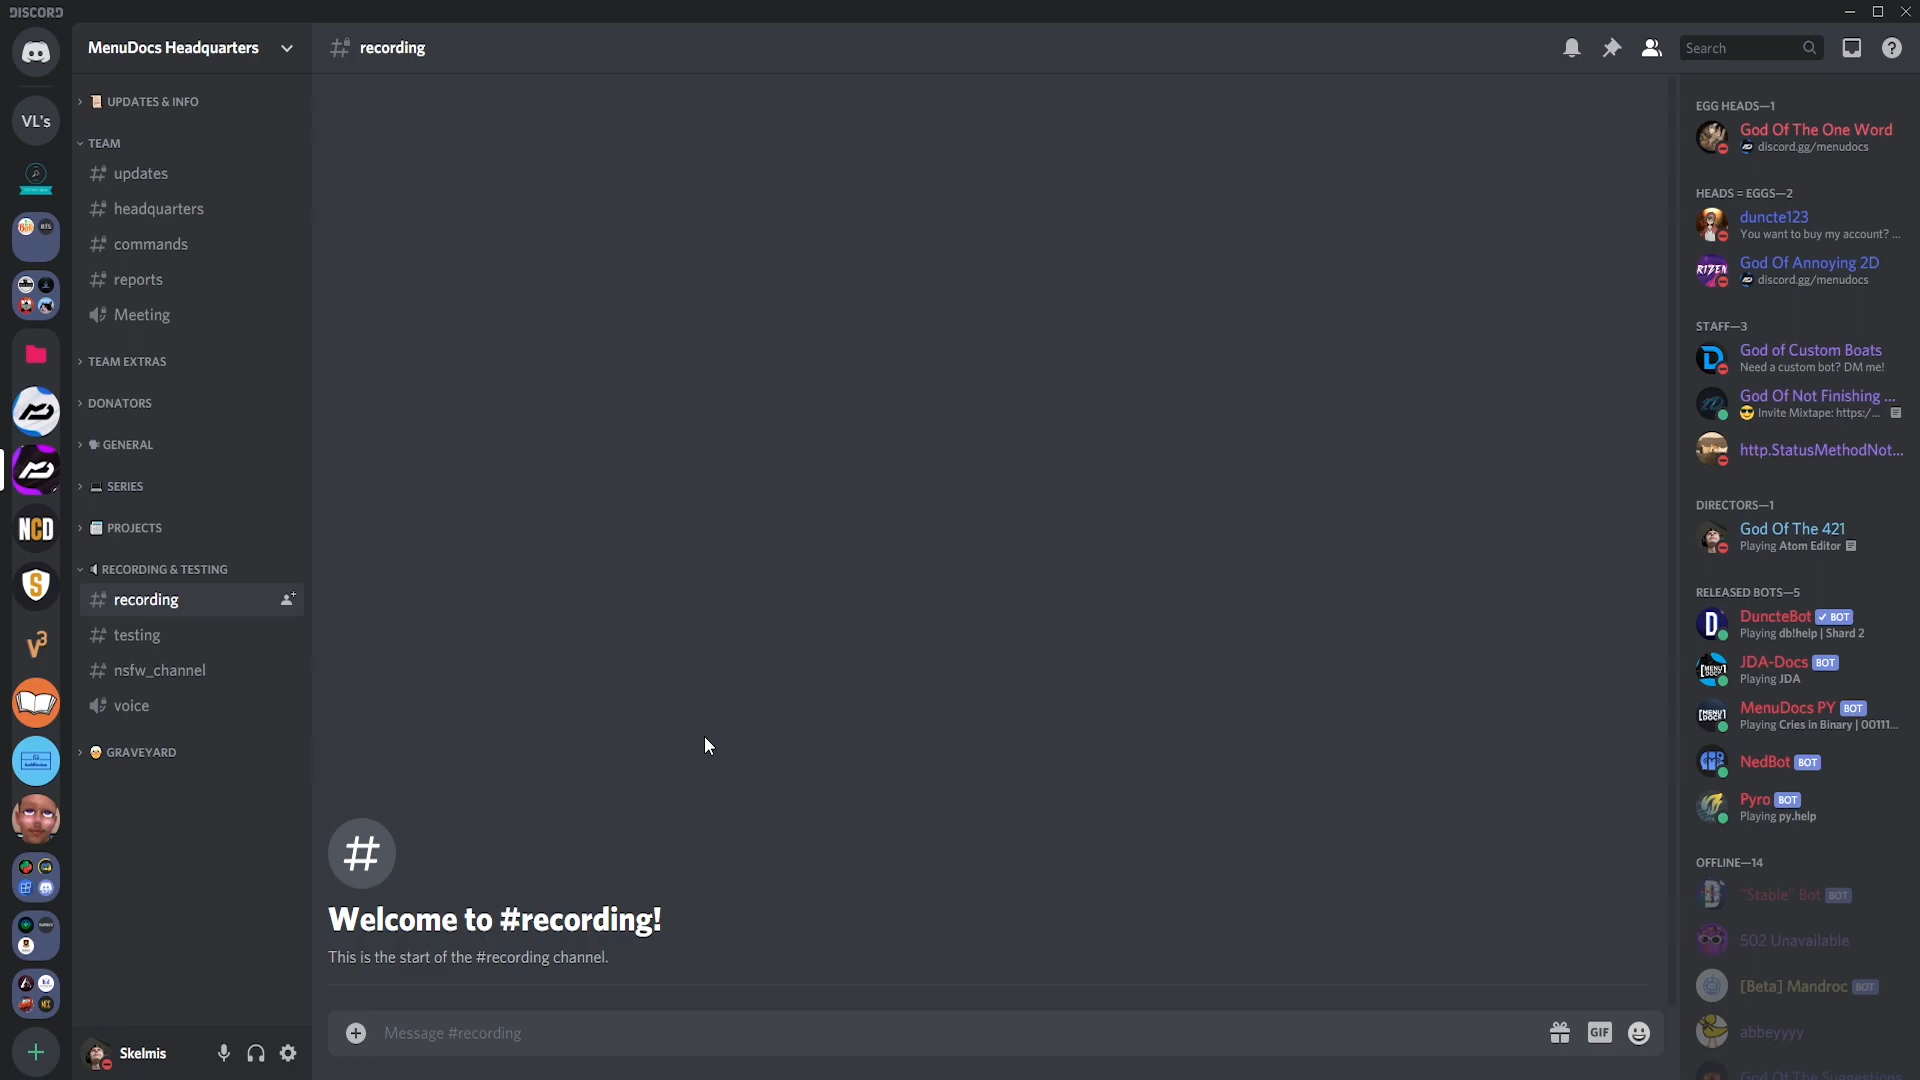 DISCORD
MenuDocs Headquarters
recording
Search
VL's
UPDATES & INFO
TEAM
updates
headquarters
commands
reports
Meeting
TEAM EXTRAS
DONATORS
GENERAL
SERIES
PROJECTS
NCD
RECORDING & TESTING
recording
testing
nsfw_channel
voice
GRAVEYARD
Welcome to #recording!
This is the start of the #recording channel.
Message #recording
GIF
Skelmis
EGG HEADS—1
God Of The One Word
discord.gg/menudocs
HEADS = EGGS—2
duncte123
You want to buy my account? ...
God Of Annoying 2D
discord.gg/menudocs
STAFF—3
God of Custom Boats
Need a custom bot? DM me!
God Of Not Finishing ...
Invite Mixtape: https:/...
http.StatusMethodNot...
DIRECTORS—1
God Of The 421
Playing Atom Editor
RELEASED BOTS—5
DuncteBot BOT
Playing db!help | Shard 2
JDA-Docs BOT
Playing JDA
MenuDocs PY BOT
Playing Cries in Binary | 00111...
NedBot BOT
Pyro BOT
Playing py.help
OFFLINE—14
"Stable" Bot BOT
502 Unavailable
[Beta] Mandroc BOT
abbeyyyy
God Of The Suggestions